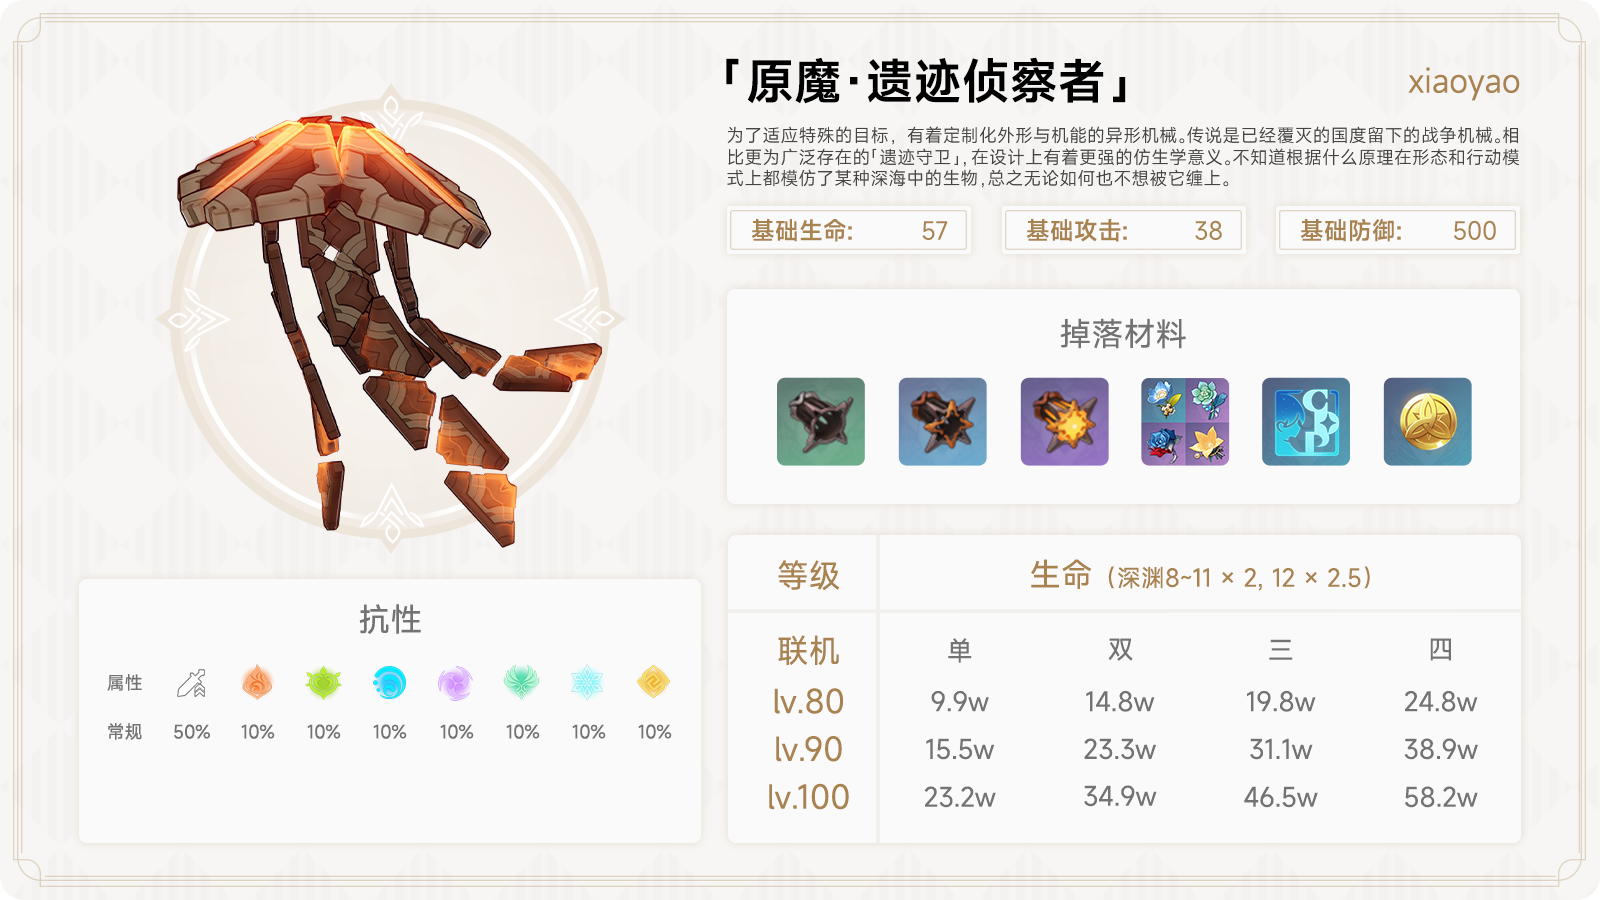 「原魔·遗迹侦察者」
xiaoyao
为了适应特殊的目标，有着定制化外形与机能的异形机械。传说是已经覆灭的国度留下的战争机械。相
比更为广泛存在的「遗迹守卫」，在设计上有着更强的仿生学意义。不知道根据什么原理在形态和行动模
式上都模仿了某种深海中的生物，总之无论如何也不想被它缠上。
基础生命: 57
基础攻击: 38
基础防御: 500
掉落材料
抗性
属性
常规 50% 10% 10% 10% 10% 10% 10% 10%
等级 生命（深渊8~11 × 2, 12 × 2.5）
联机 单 双 三 四
lv.80 9.9w 14.8w 19.8w 24.8w
lv.90 15.5w 23.3w 31.1w 38.9w
lv.100 23.2w 34.9w 46.5w 58.2w